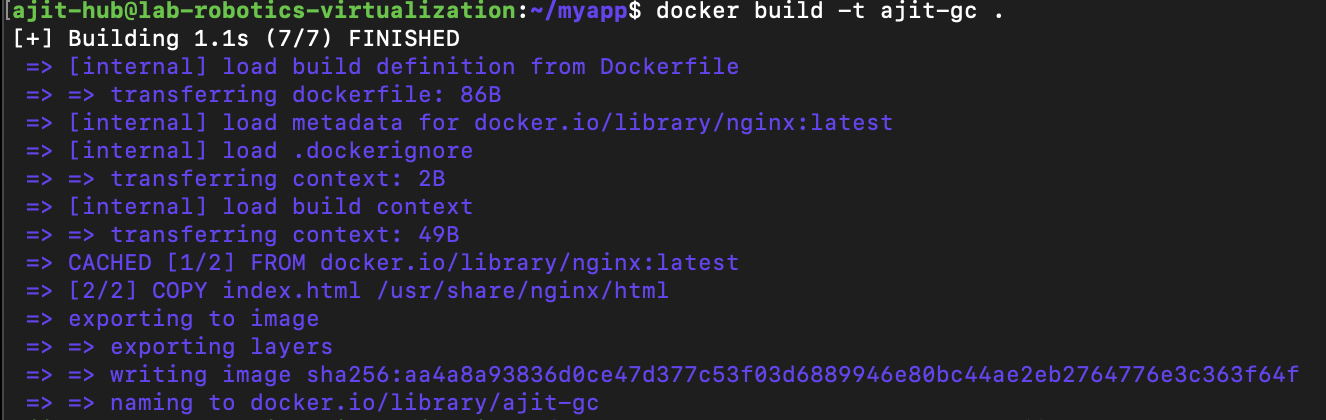 [ajit-hub@lab-robotics-virtualization:~/myapp$ docker build -t ajit-gc .
[+] Building 1.1s (7/7) FINISHED
=> [internal] load build definition from Dockerfile
=> => transferring dockerfile: 86B
=> [internal] load metadata for docker.io/library/nginx:latest
=> [internal] load .dockerignore
=> => transferring context: 2B
=> [internal] load build context
=> => transferring context: 49B
=> CACHED [1/2] FROM docker.io/library/nginx:latest
=> [2/2] COPY index.html /usr/share/nginx/html
=> exporting to image
=> => exporting layers
=> => writing image sha256:aa4a8a93836d0ce47d377c53f03d6889946e80bc44ae2eb2764776e3c363f64f
=> => naming to docker.io/library/ajit-gc